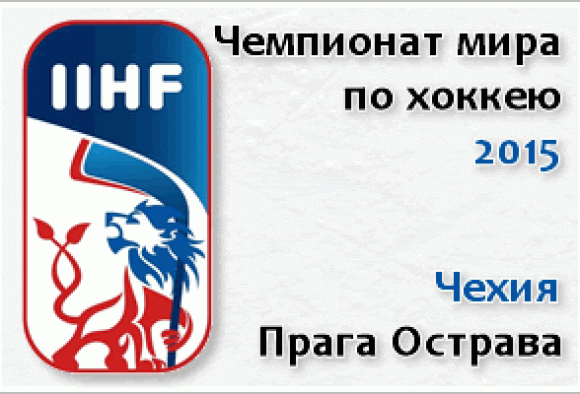 IIHF
Чемпионат мира
по хоккею
2015
Чехия
Прага Острава